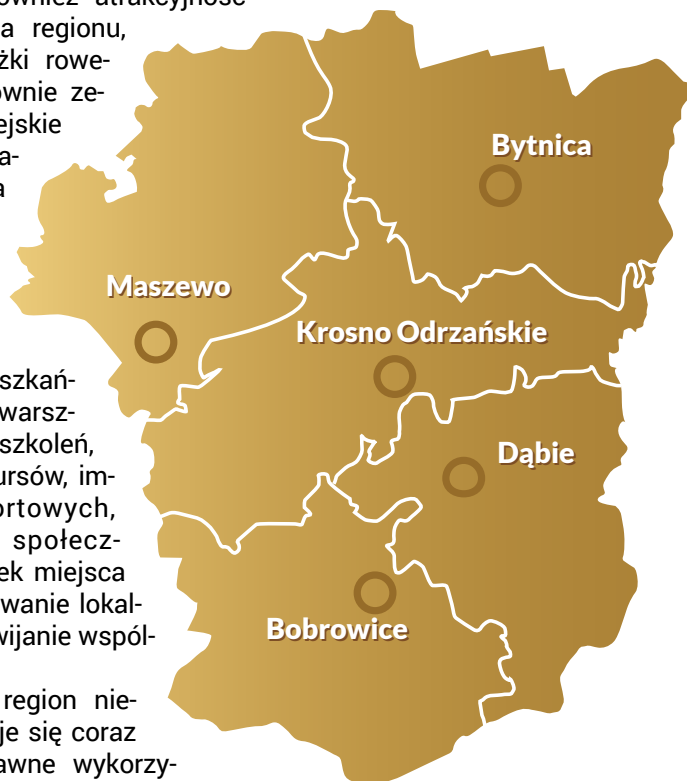 również atrakcyjność
a regionu,
żki rowe-
ownie ze-
ejskie
a-
a
szkań-
warsz-
szkoleń,
ursów, im-
ortowych,
społecz-
ek miejsca
wanie lokal-
wijanie wspól-
region nie-
je się coraz
awne wykorzy-
Bytnica
Maszewo
Krosno Odrzańskie
Dąbie
Bobrowice